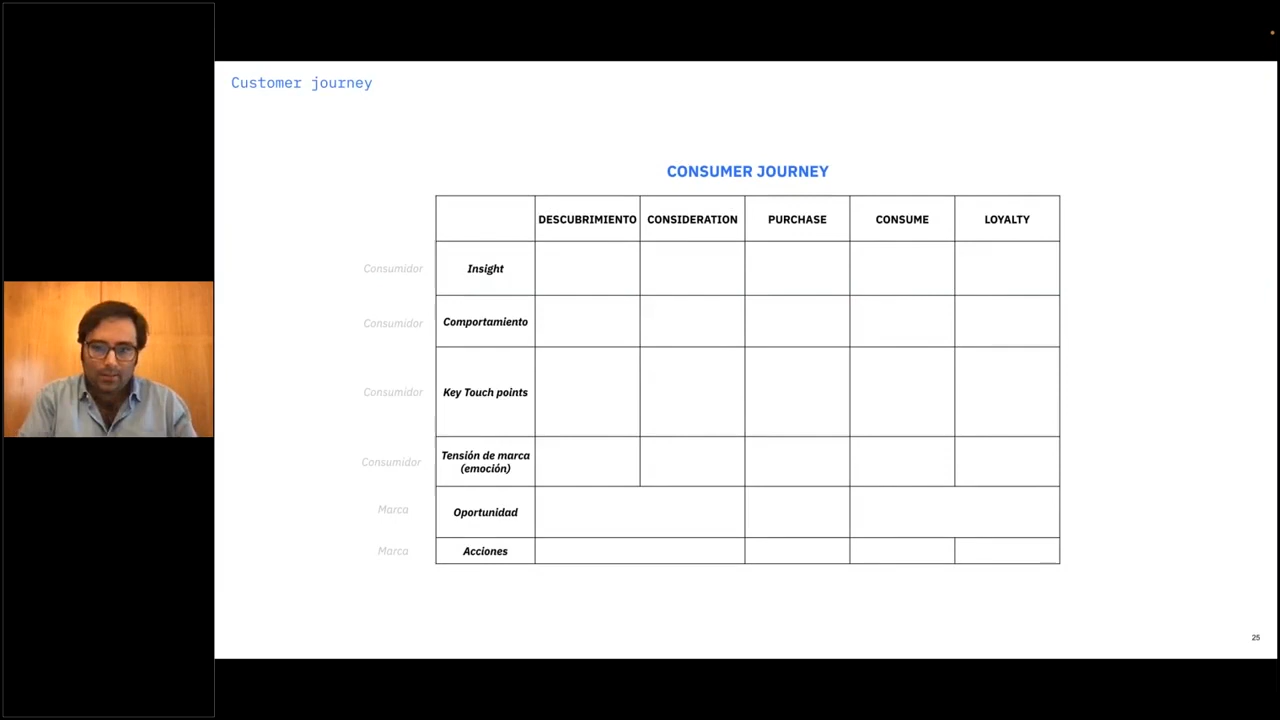 Customer journey
CONSUMER JOURNEY
DESCUBRIMIENTO CONSIDERATION PURCHASE CONSUME LOYALTY
Consumidor Insight
Consumidor Comportamiento
Consumidor Key Touch points
Consumidor Tensión de marca
(emoción)
Marca Oportunidad
Marca Acciones
25